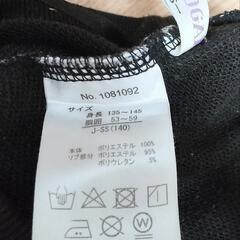 No. 1081092
サイズ
身長 135~145
胴囲 53~59
J-SS(140)
本体 ポリエステル 100%
リブ部分 ポリエステル 95%
ポリウレタン 5%